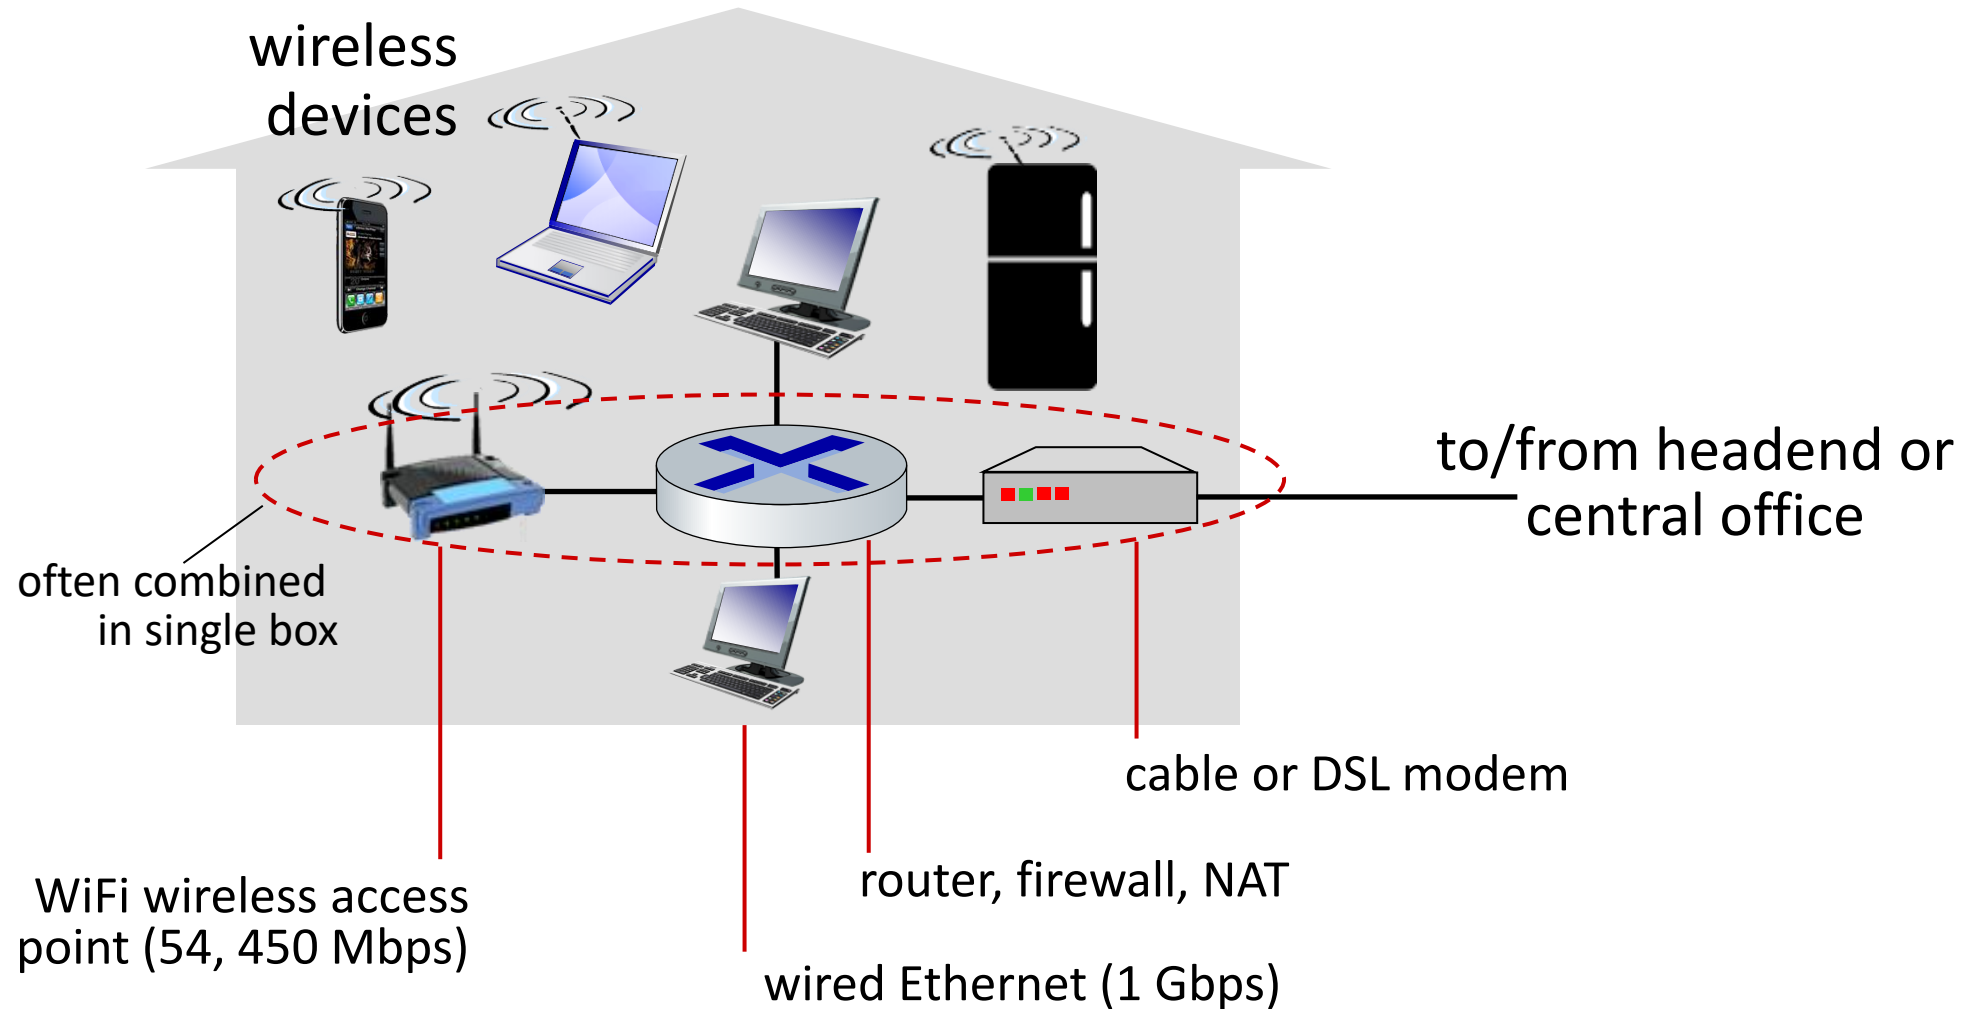 wireless
devices
to/from headend or
central office
often combined
in single box
cable or DSL modem
router, firewall, NAT
WiFi wireless access
point (54, 450 Mbps)
wired Ethernet (1 Gbps)